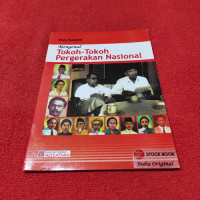 Mengenal
Tokoh-Tokoh
Pergerakan Nasional
STOCK BOOK
Buku Original